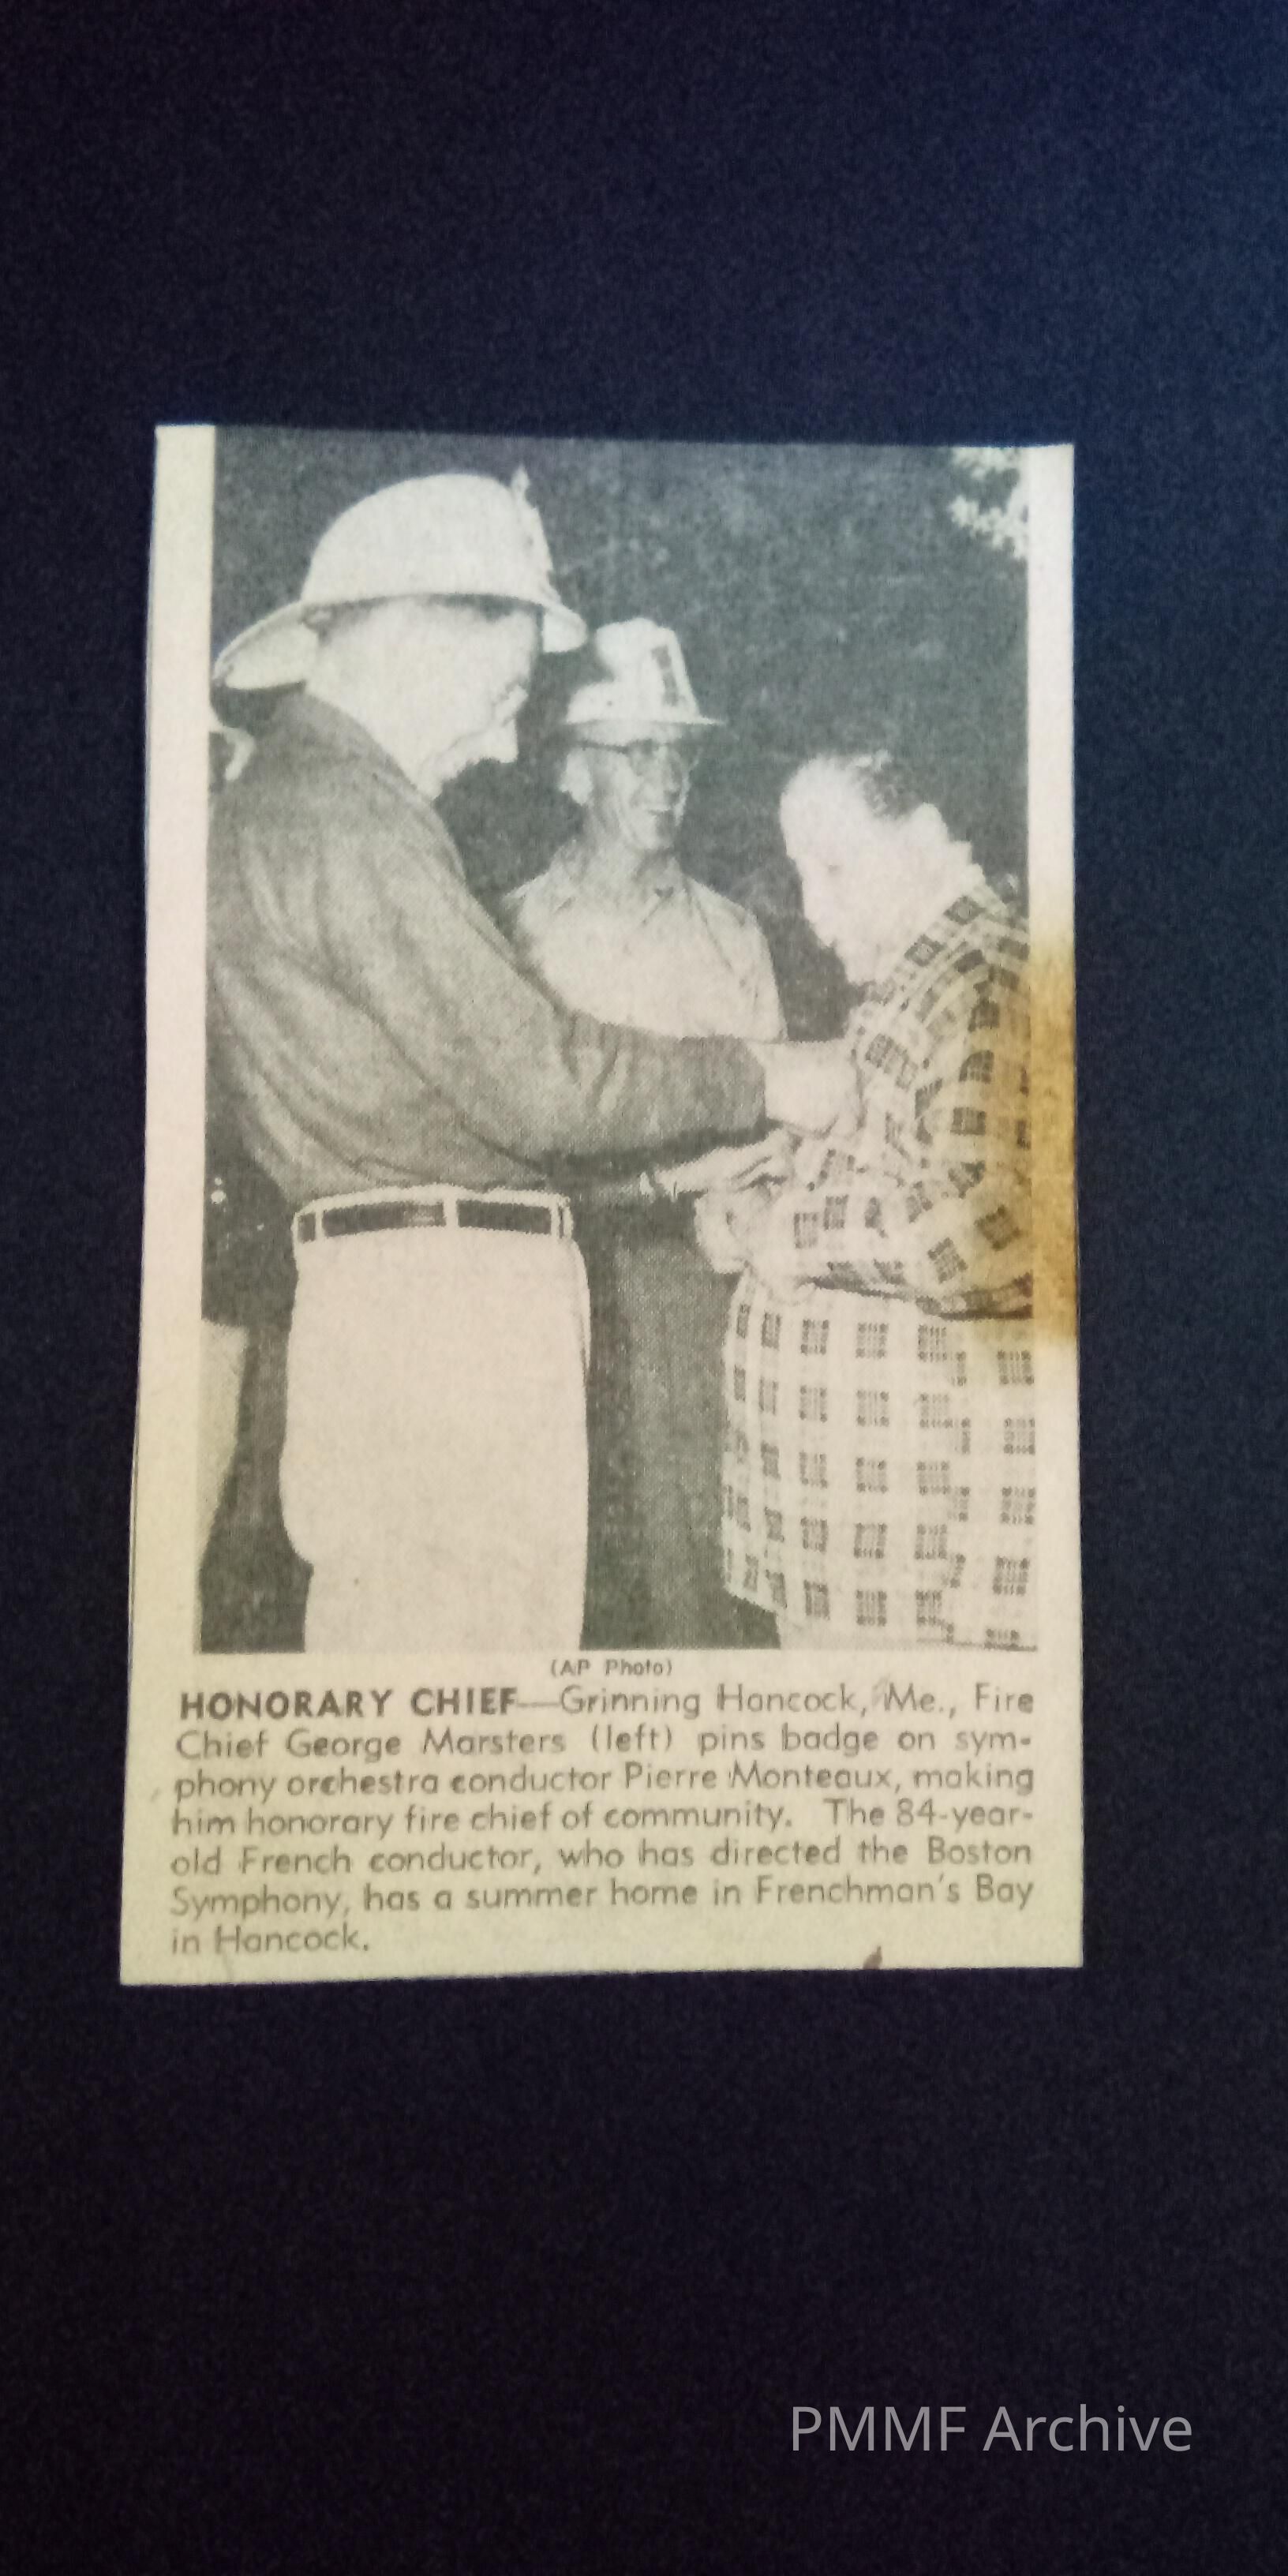 (AP Photo)
HONORARY CHIEF—Grinning Hancock, Me., Fire
Chief George Marsters (left) pins badge on sym-
phony orchestra conductor Pierre Monteaux, making
him honorary fire chief of community. The 84-year-
old French conductor, who has directed the Boston
Symphony, has a summer home in Frenchman's Bay
in Hancock.
PMMF Archive